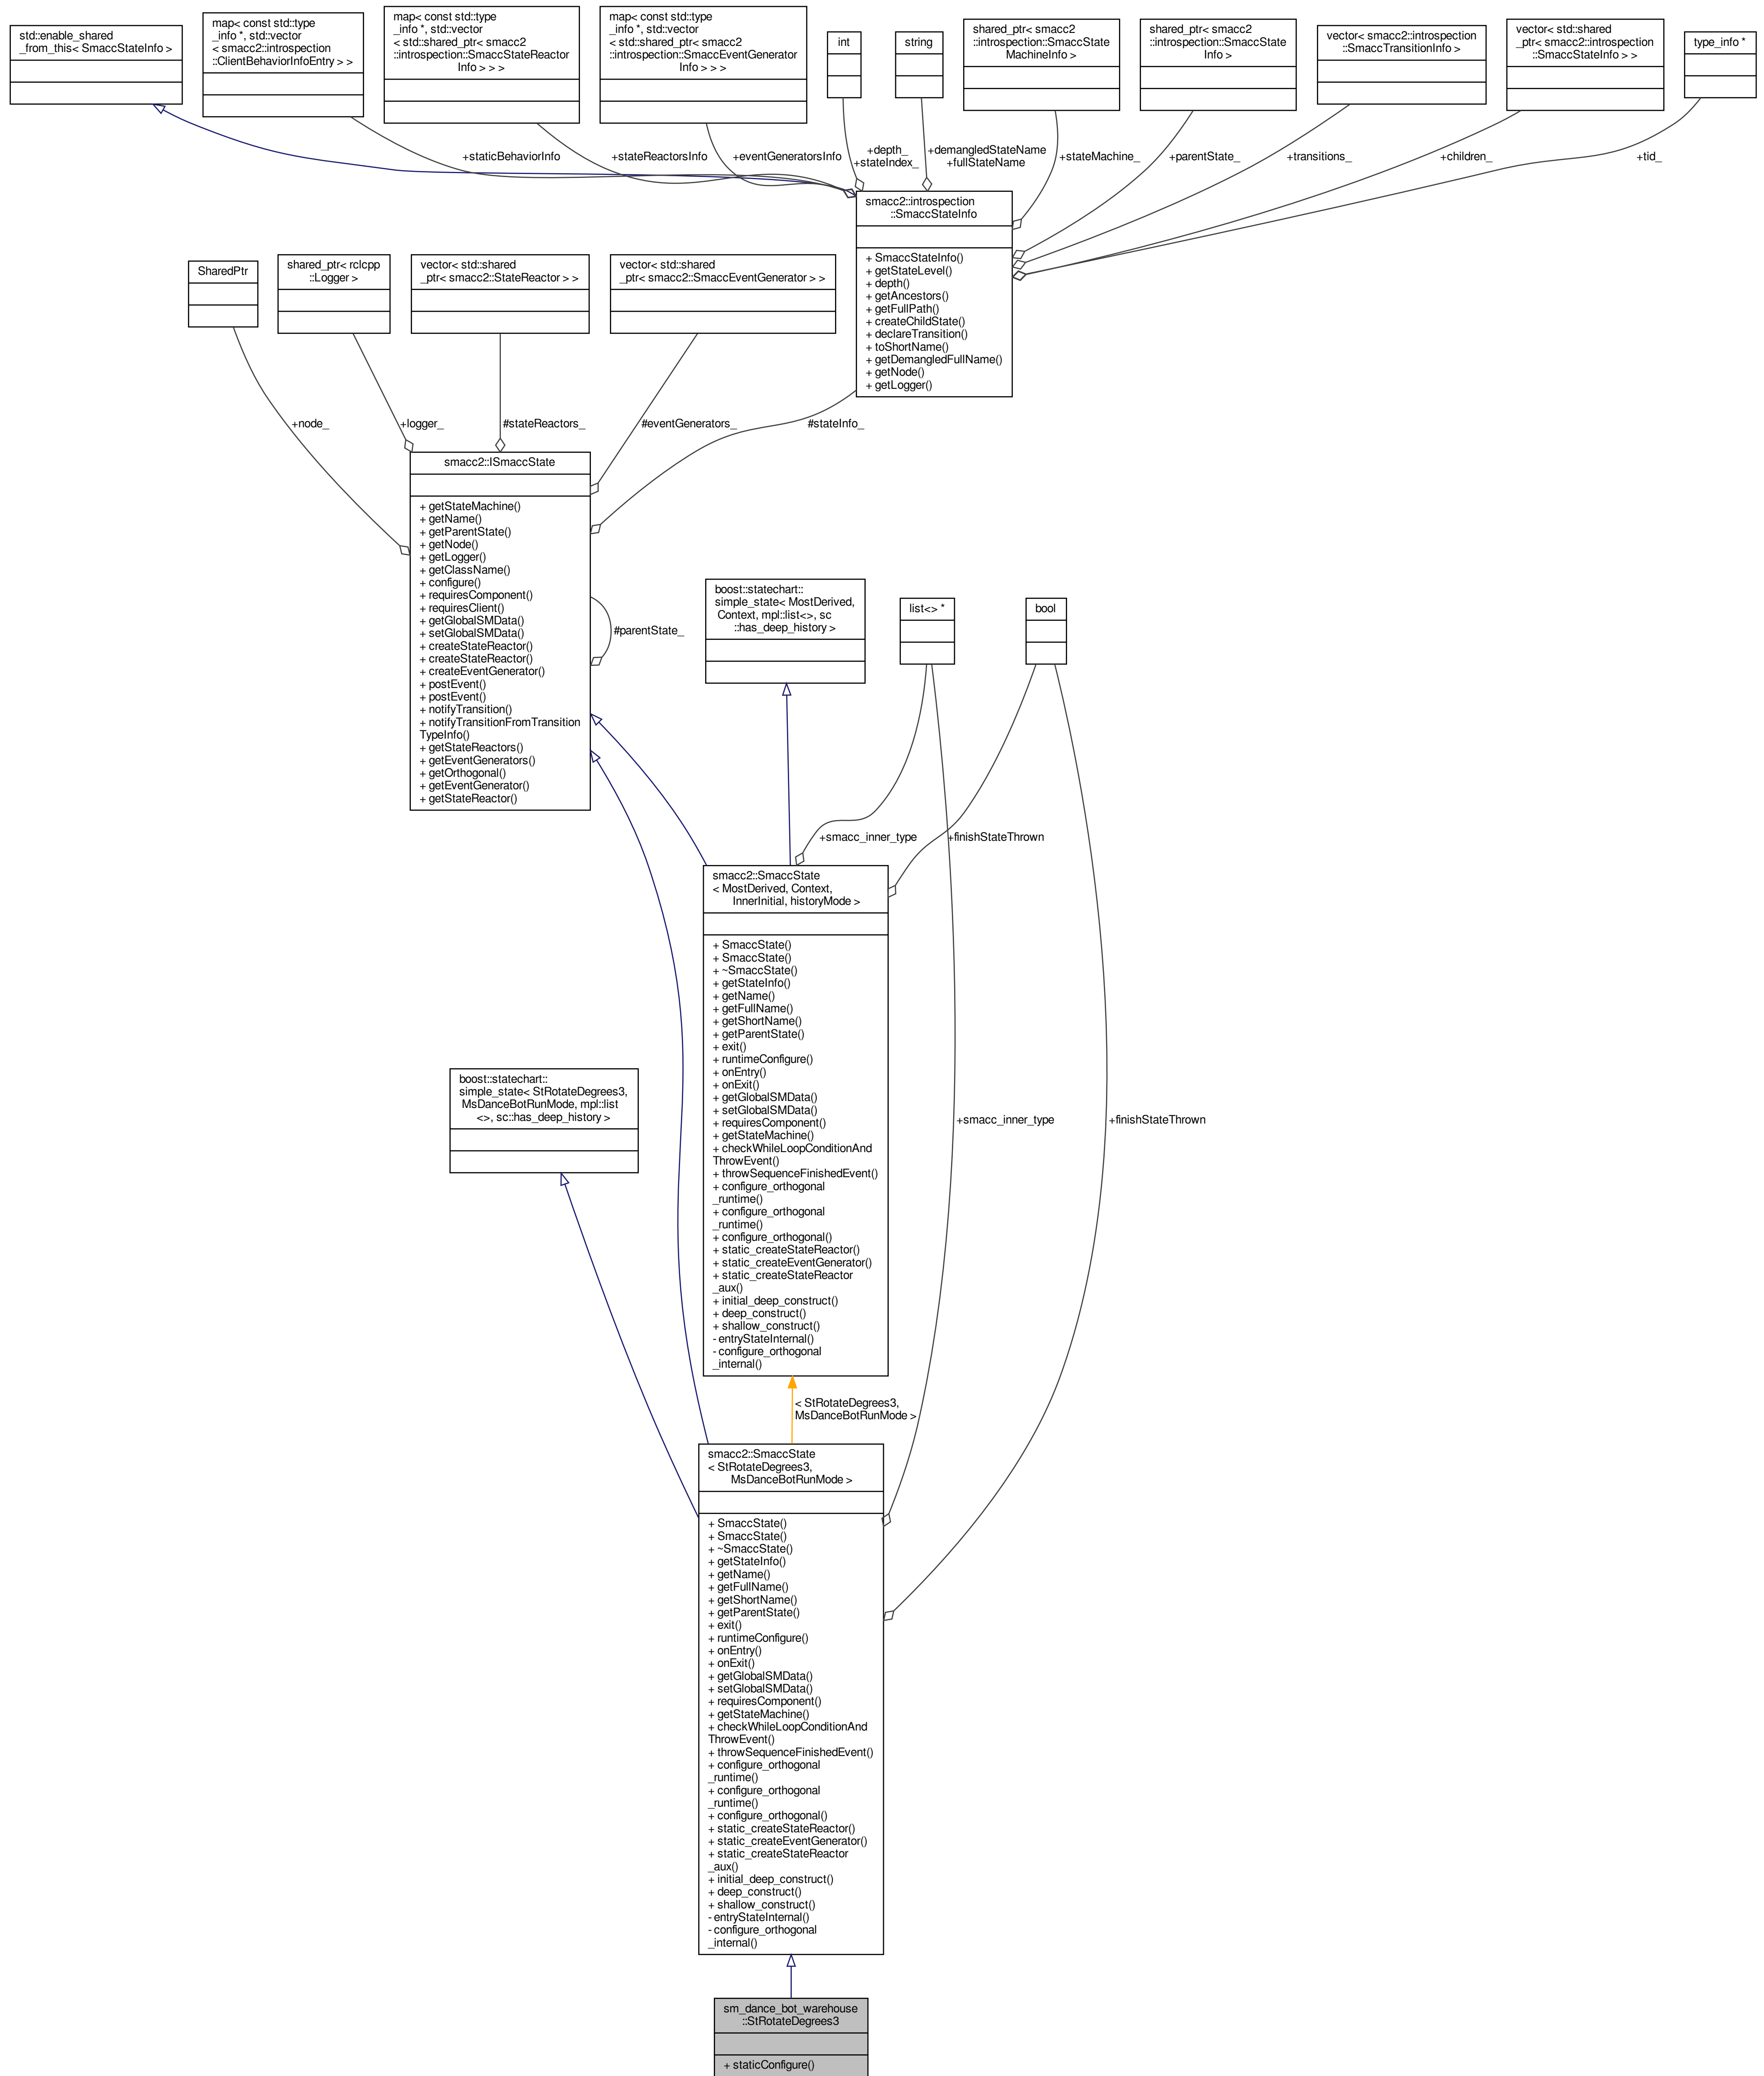 std::enable_shared
_from_this< SmaccStateInfo >
map< const std::type
_info *, std::vector
< smacc2::introspection
::ClientBehaviorInfoEntry > >
map< const std::type
_info *, std::vector
< std::shared_ptr< smacc2
::introspection::SmaccStateReactor
Info > > >
map< const std::type
_info *, std::vector
< std::shared_ptr< smacc2
::introspection::SmaccEventGenerator
Info > > >
int
string
shared_ptr< smacc2
::introspection::SmaccState
MachineInfo >
shared_ptr< smacc2
::introspection::SmaccState
Info >
vector< smacc2::introspection
::SmaccTransitionInfo >
vector< std::shared
_ptr< smacc2::introspection
::SmaccStateInfo > >
type_info *
+staticBehaviorInfo
+stateReactorsInfo
+eventGeneratorsInfo
+depth_
+stateIndex_
+demangledStateName
+fullStateName
+stateMachine_
+parentState_
+transitions_
+children_
+tid_
smacc2::introspection
::SmaccStateInfo
+ SmaccStateInfo()
+ getStateLevel()
+ depth()
+ getAncestors()
+ getFullPath()
+ createChildState()
+ declareTransition()
+ toShortName()
+ getDemangledFullName()
+ getNode()
+ getLogger()
SharedPtr
shared_ptr< rclcpp
::Logger >
vector< std::shared
_ptr< smacc2::StateReactor > >
vector< std::shared
_ptr< smacc2::SmaccEventGenerator > >
+node_
+logger_
#stateReactors_
#eventGenerators_
#stateInfo_
smacc2::ISmaccState
+ getStateMachine()
+ getName()
+ getParentState()
+ getNode()
+ getLogger()
+ getClassName()
+ configure()
+ requiresComponent()
+ requiresClient()
+ getGlobalSMData()
+ setGlobalSMData()
+ createStateReactor()
+ createStateReactor()
+ createEventGenerator()
+ postEvent()
+ postEvent()
+ notifyTransition()
+ notifyTransitionFromTransition
TypeInfo()
+ getStateReactors()
+ getEventGenerators()
+ getOrthogonal()
+ getEventGenerator()
+ getStateReactor()
#parentState_
boost::statechart::
simple_state< MostDerived,
Context, mpl::list<>, sc
::has_deep_history >
list<> *
bool
+smacc_inner_type
+finishStateThrown
smacc2::SmaccState
< MostDerived, Context,
InnerInitial, historyMode >
+ SmaccState()
+ SmaccState()
+ ~SmaccState()
+ getStateInfo()
+ getName()
+ getFullName()
+ getShortName()
+ getParentState()
+ exit()
+ runtimeConfigure()
+ onEntry()
+ onExit()
+ getGlobalSMData()
+ setGlobalSMData()
+ requiresComponent()
+ getStateMachine()
+ checkWhileLoopConditionAnd
ThrowEvent()
+ throwSequenceFinishedEvent()
+ configure_orthogonal
_runtime()
+ configure_orthogonal
_runtime()
+ configure_orthogonal()
+ static_createStateReactor()
+ static_createEventGenerator()
+ static_createStateReactor
_aux()
+ initial_deep_construct()
+ deep_construct()
+ shallow_construct()
- entryStateInternal()
- configure_orthogonal
_internal()
boost::statechart::
simple_state< StRotateDegrees3,
MsDanceBotRunMode, mpl::list
<>, sc::has_deep_history >
+smacc_inner_type
+finishStateThrown
< StRotateDegrees3,
MsDanceBotRunMode >
smacc2::SmaccState
< StRotateDegrees3,
MsDanceBotRunMode >
+ SmaccState()
+ SmaccState()
+ ~SmaccState()
+ getStateInfo()
+ getName()
+ getFullName()
+ getShortName()
+ getParentState()
+ exit()
+ runtimeConfigure()
+ onEntry()
+ onExit()
+ getGlobalSMData()
+ setGlobalSMData()
+ requiresComponent()
+ getStateMachine()
+ checkWhileLoopConditionAnd
ThrowEvent()
+ throwSequenceFinishedEvent()
+ configure_orthogonal
_runtime()
+ configure_orthogonal
_runtime()
+ configure_orthogonal()
+ static_createStateReactor()
+ static_createEventGenerator()
+ static_createStateReactor
_aux()
+ initial_deep_construct()
+ deep_construct()
+ shallow_construct()
- entryStateInternal()
- configure_orthogonal
_internal()
sm_dance_bot_warehouse
::StRotateDegrees3
+ staticConfigure()